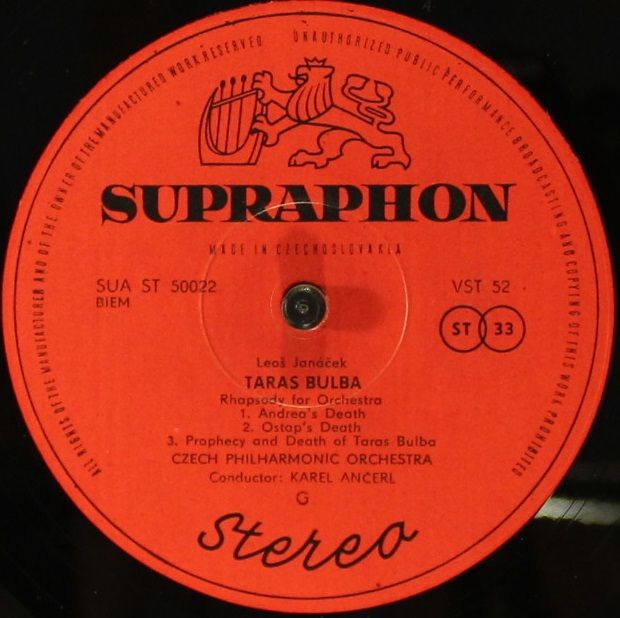 ALL RIGHTS OF THE MANUFACTURER AND OF THE OWNER OF THE MANUFACTURED WORK RESERVED UNAUTHORIZED PUBLIC PERFORMANCE BROADCASTING AND COPYING OF THIS WORK PROHIBITED
SUPRAPHON
MADE IN CZECHOSLOVAKIA
SUA ST 50022 VST 52
BIEM
ST 33
Leoš Janáček
TARAS BULBA
Rhapsody for Orchestra
1. Andrea's Death
2. Ostap's Death
3. Prophecy and Death of Taras Bulba
CZECH PHILHARMONIC ORCHESTRA
Conductor: KAREL ANČERL
G
Stereo